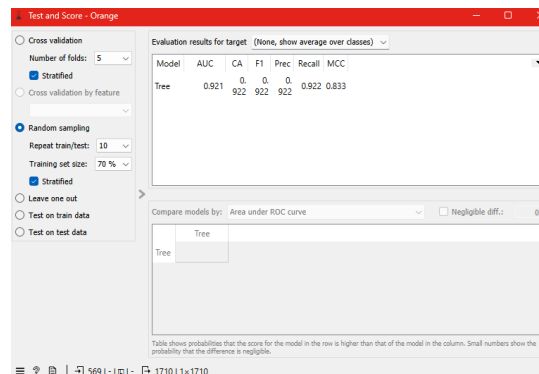 Test and Score - Orange
Cross validation
Number of folds: 5
Stratified
Cross validation by feature
Random sampling
Repeat train/test: 10
Training set size: 70 %
Stratified
Leave one out
Test on train data
Test on test data
Evaluation results for target (None, show average over classes)
Model AUC CA F1 Prec Recall MCC
Tree 0.921 0.922 0.922 0.922 0.922 0.833
Compare models by: Area under ROC curve
Negligible diff.: 0
Tree
Tree
Table shows probabilities that the score for the model in the row is higher than that of the model in the column. Small numbers show the
probability that the difference is negligible.
569 | - | - 1710 | 1×1710